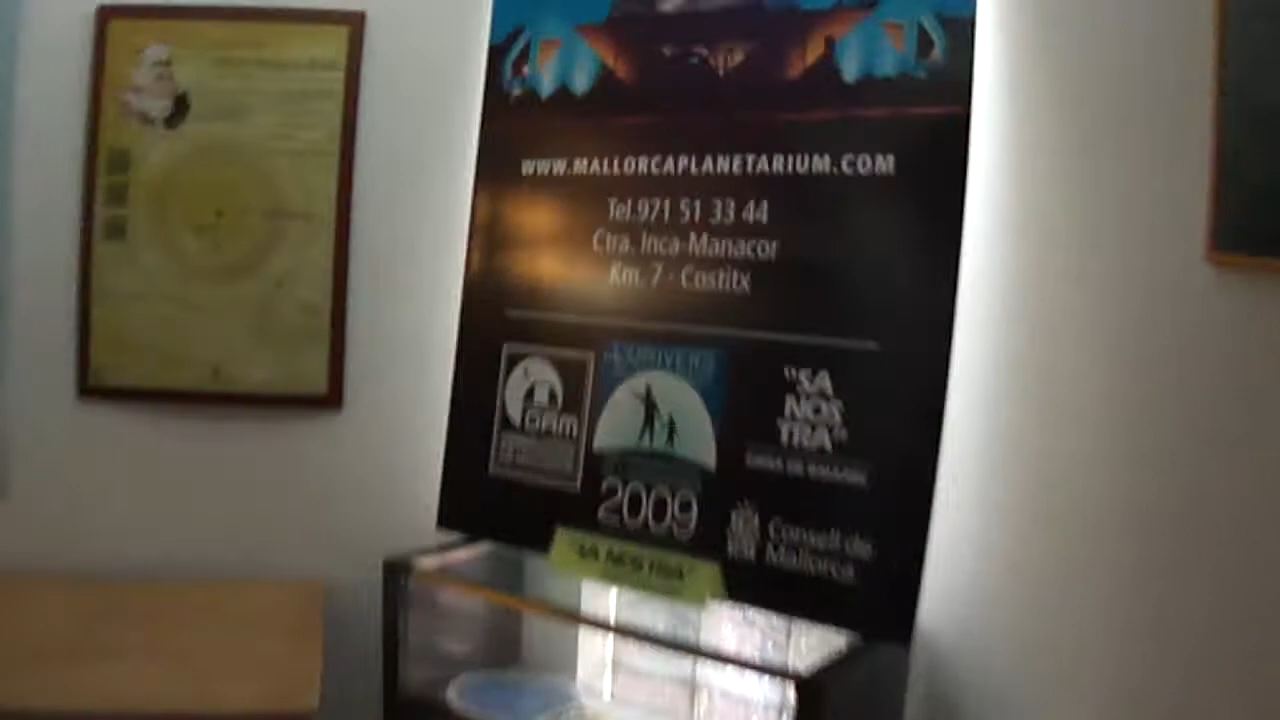 WWW.MALLORCAPLANETARIUM.COM
Tel.971 51 33 44
Ctra. Inca-Manacor
Km. 7 - Costitx
OAM
2009
"SA
NOS
TRA"
Consell de
Mallorca
"SA NOSTRA"